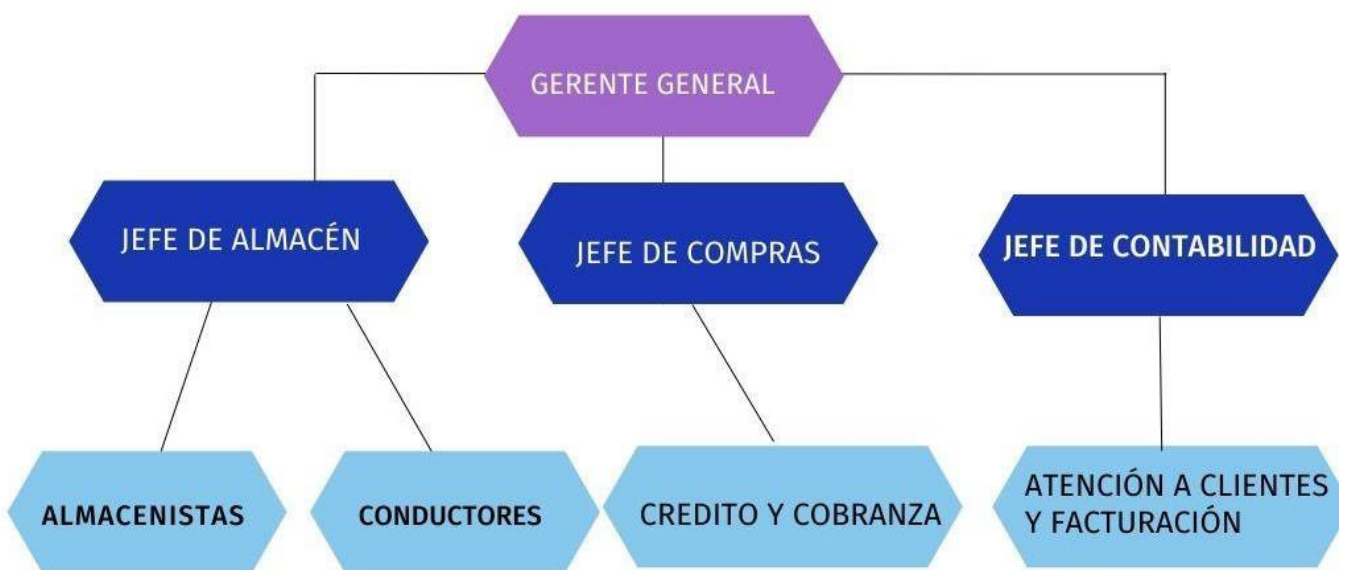 GERENTE GENERAL
JEFE DE ALMACÉN
JEFE DE COMPRAS
JEFE DE CONTABILIDAD
ALMACENISTAS
CONDUCTORES
CREDITO Y COBRANZA
ATENCIÓN A CLIENTES
Y FACTURACIÓN